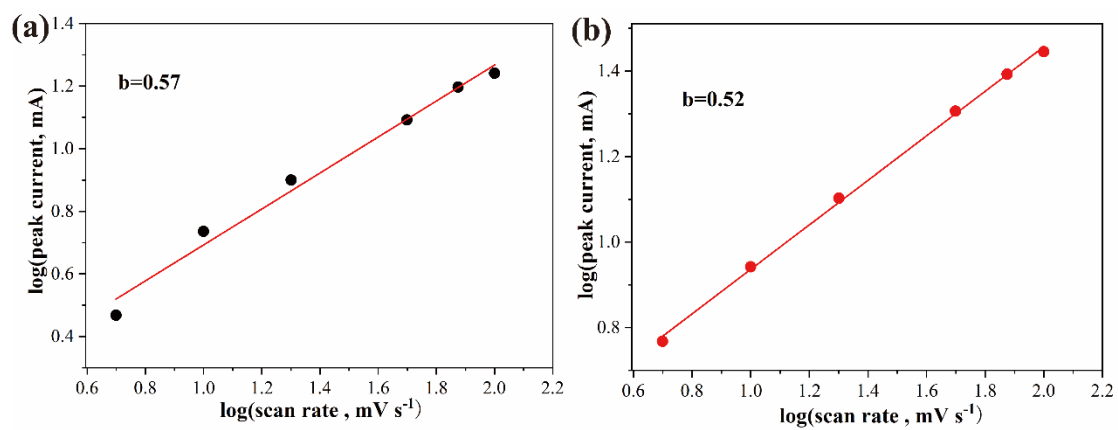 (a)
b=0.57
log(peak current, mA)
1.4
1.2
1.0
0.8
0.6
0.4
0.6 0.8 1.0 1.2 1.4 1.6 1.8 2.0 2.2
log(scan rate , mV s⁻¹)
(b)
b=0.52
log(peak current, mA)
1.4
1.2
1.0
0.8
0.6 0.8 1.0 1.2 1.4 1.6 1.8 2.0 2.2
log(scan rate , mV s⁻¹)